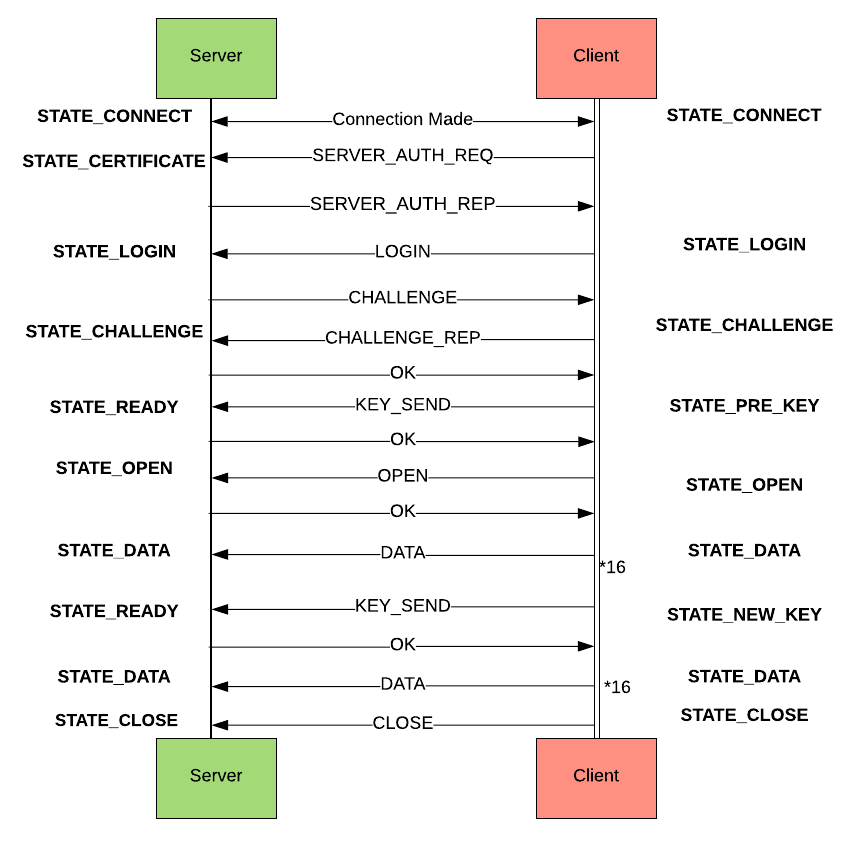 Server
Client
STATE_CONNECT
Connection Made
STATE_CONNECT
STATE_CERTIFICATE
SERVER_AUTH_REQ
SERVER_AUTH_REP
STATE_LOGIN
LOGIN
STATE_LOGIN
CHALLENGE
STATE_CHALLENGE
CHALLENGE_REP
STATE_CHALLENGE
OK
STATE_READY
KEY_SEND
STATE_PRE_KEY
OK
STATE_OPEN
OPEN
STATE_OPEN
OK
STATE_DATA
DATA
STATE_DATA
*16
STATE_READY
KEY_SEND
STATE_NEW_KEY
OK
STATE_DATA
DATA
*16
STATE_DATA
STATE_CLOSE
CLOSE
STATE_CLOSE
Server
Client